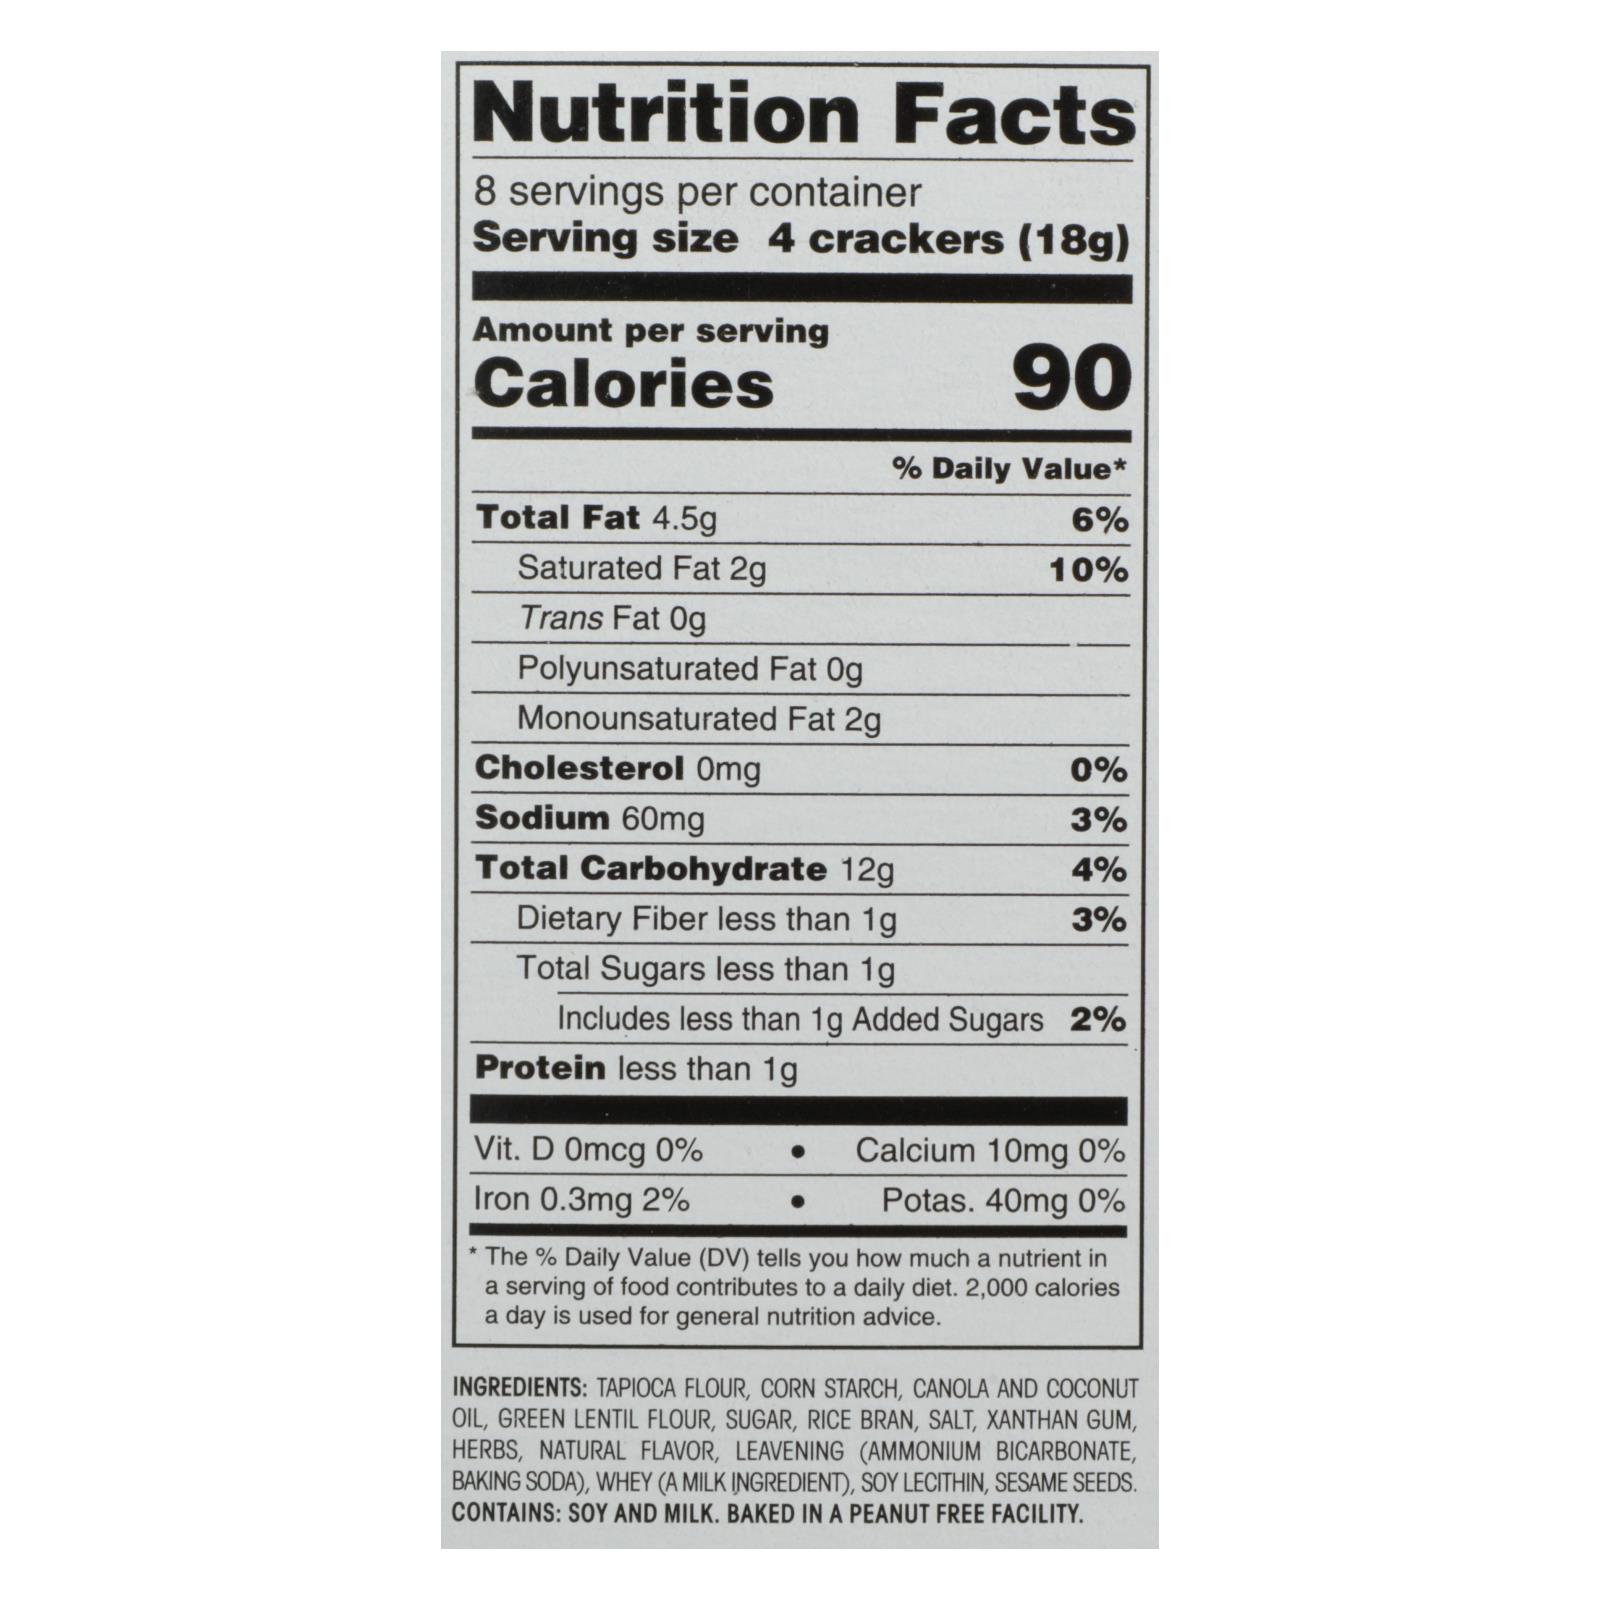 Nutrition Facts
8 servings per container
Serving size 4 crackers (18g)
Amount per serving
Calories 90
% Daily Value*
Total Fat 4.5g 6%
Saturated Fat 2g 10%
Trans Fat 0g
Polyunsaturated Fat 0g
Monounsaturated Fat 2g
Cholesterol 0mg 0%
Sodium 60mg 3%
Total Carbohydrate 12g 4%
Dietary Fiber less than 1g 3%
Total Sugars less than 1g
Includes less than 1g Added Sugars 2%
Protein less than 1g
Vit. D 0mcg 0% • Calcium 10mg 0%
Iron 0.3mg 2% • Potas. 40mg 0%
* The % Daily Value (DV) tells you how much a nutrient in
a serving of food contributes to a daily diet. 2,000 calories
a day is used for general nutrition advice.
INGREDIENTS: TAPIOCA FLOUR, CORN STARCH, CANOLA AND COCONUT
OIL, GREEN LENTIL FLOUR, SUGAR, RICE BRAN, SALT, XANTHAN GUM,
HERBS, NATURAL FLAVOR, LEAVENING (AMMONIUM BICARBONATE,
BAKING SODA), WHEY (A MILK INGREDIENT), SOY LECITHIN, SESAME SEEDS.
CONTAINS: SOY AND MILK. BAKED IN A PEANUT FREE FACILITY.